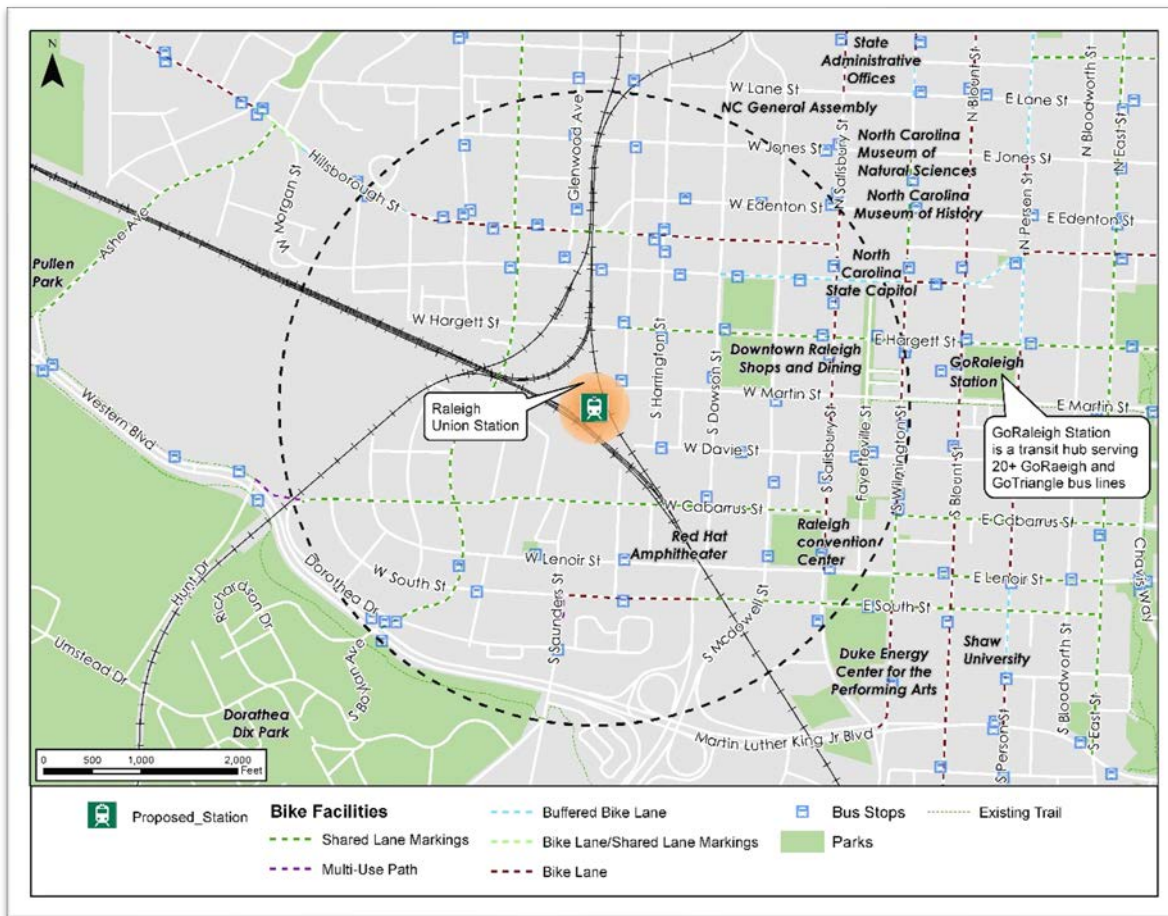 N
State
Administrative
Offices
W Lane St
E Lane St
NC General Assembly
N Blount St
N Bloodworth St
N East St
Glenwood Ave
W Jones St
N Salisbury St
North Carolina
Museum of
Natural Sciences
E Jones St
Hillsborough St
W Morgan St
Ashe Ave
W Edenton St
North Carolina
Museum of History
N Person St
E Edenton St
Pullen
Park
North
Carolina
State Capitol
W Hargett St
E Hargett St
Downtown Raleigh
Shops and Dining
GoRaleigh
Station
Raleigh
Union Station
S Harrington St
S Dawson St
W Martin St
E Martin St
Western Blvd
W Davie St
S Salisbury St
Fayetteville St
S Wilmington St
S Blount St
GoRaleigh Station
is a transit hub serving
20+ GoRaeigh and
GoTriangle bus lines
W Cabarrus St
E Cabarrus St
Red Hat
Amphitheater
Raleigh
convention
Center
W Lenoir St
E Lenoir St
Chavis Way
Hunt Dr
Richardson Dr
Dorothea Dr
W South St
E South St
S Saunders St
S Mcdowell St
Umstead Dr
S Boylan Ave
Dorathea
Dix Park
Duke Energy
Center for the
Performing Arts
Shaw
University
S Person St
S Bloodworth St
S East St
Martin Luther King Jr Blvd
0 500 1,000 2,000
Feet
Proposed_Station
Bike Facilities
Shared Lane Markings
Multi-Use Path
Buffered Bike Lane
Bike Lane/Shared Lane Markings
Bike Lane
Bus Stops
Parks
Existing Trail